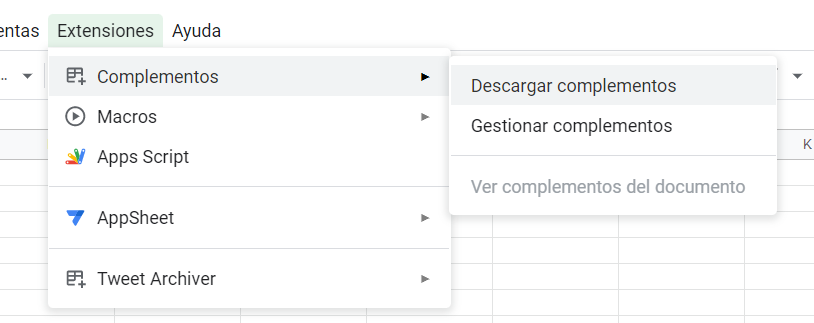 entas Extensiones Ayuda
Complementos
Descargar complementos
Macros
Gestionar complementos
K
Apps Script
Ver complementos del documento
AppSheet
Tweet Archiver